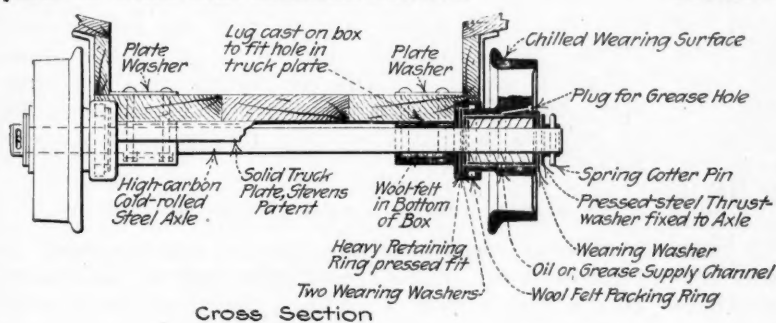 Plate
Washer
Lug cast on box
to fit hole in
truck plate
Plate
Washer
Chilled Wearing Surface
Plug for Grease Hole
High-carbon
Cold-rolled
Steel Axle
Solid Truck
Plate, Stevens
Patent
Wool-felt
in Bottom
of Box
Spring Cotter Pin
Pressed-steel Thrust-
washer fixed to Axle
Heavy Retaining
Ring pressed fit
Wearing Washer
Oil or Grease Supply Channel
Two Wearing Washers
Wool Felt Packing Ring
Cross Section